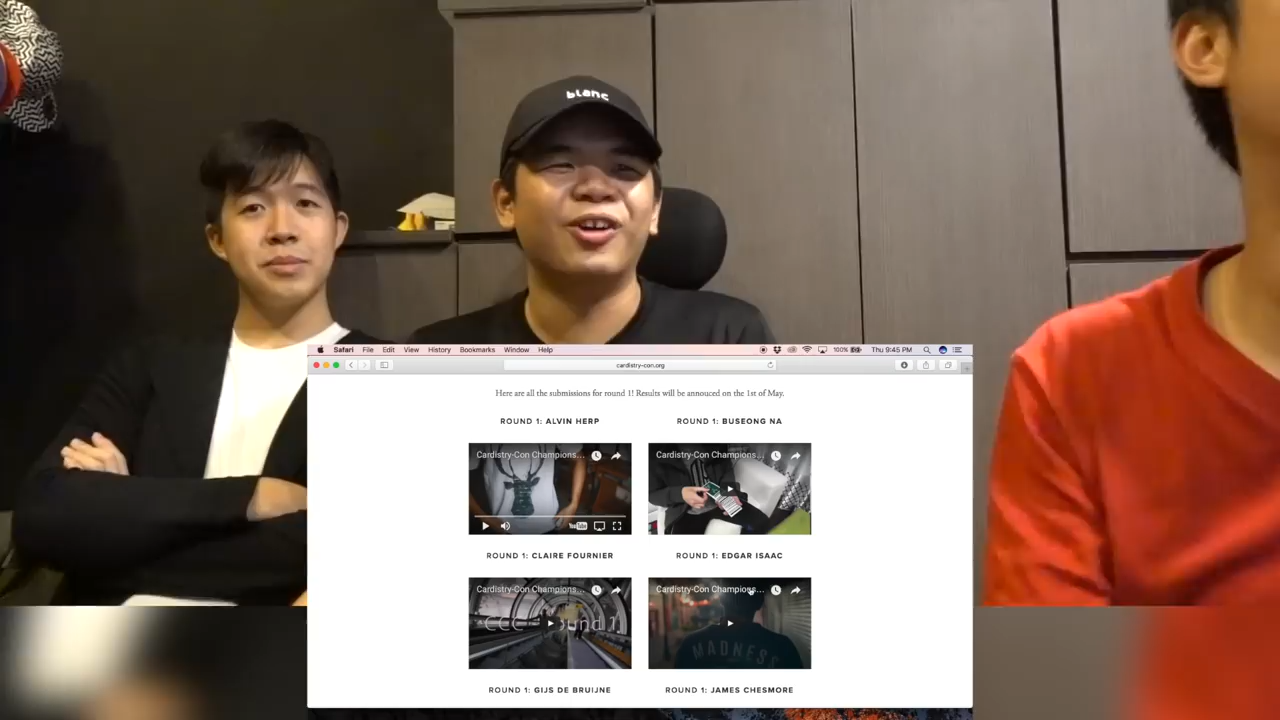 blanc
Safari File Edit View History Bookmarks Window Help 100% Thu 9:45 PM
cardistry-con.org
Here are all the submissions for round 1! Results will be annouced on the 1st of May.
ROUND 1: ALVIN HERP ROUND 1: BUSEONG NA
Cardistry-Con Champions... Cardistry-Con Champions...
YouTube
ROUND 1: CLAIRE FOURNIER ROUND 1: EDGAR ISAAC
Cardistry-Con Champions... Cardistry-Con Champions...
MADNESS
ROUND 1: GIJS DE BRUIJNE ROUND 1: JAMES CHESMORE